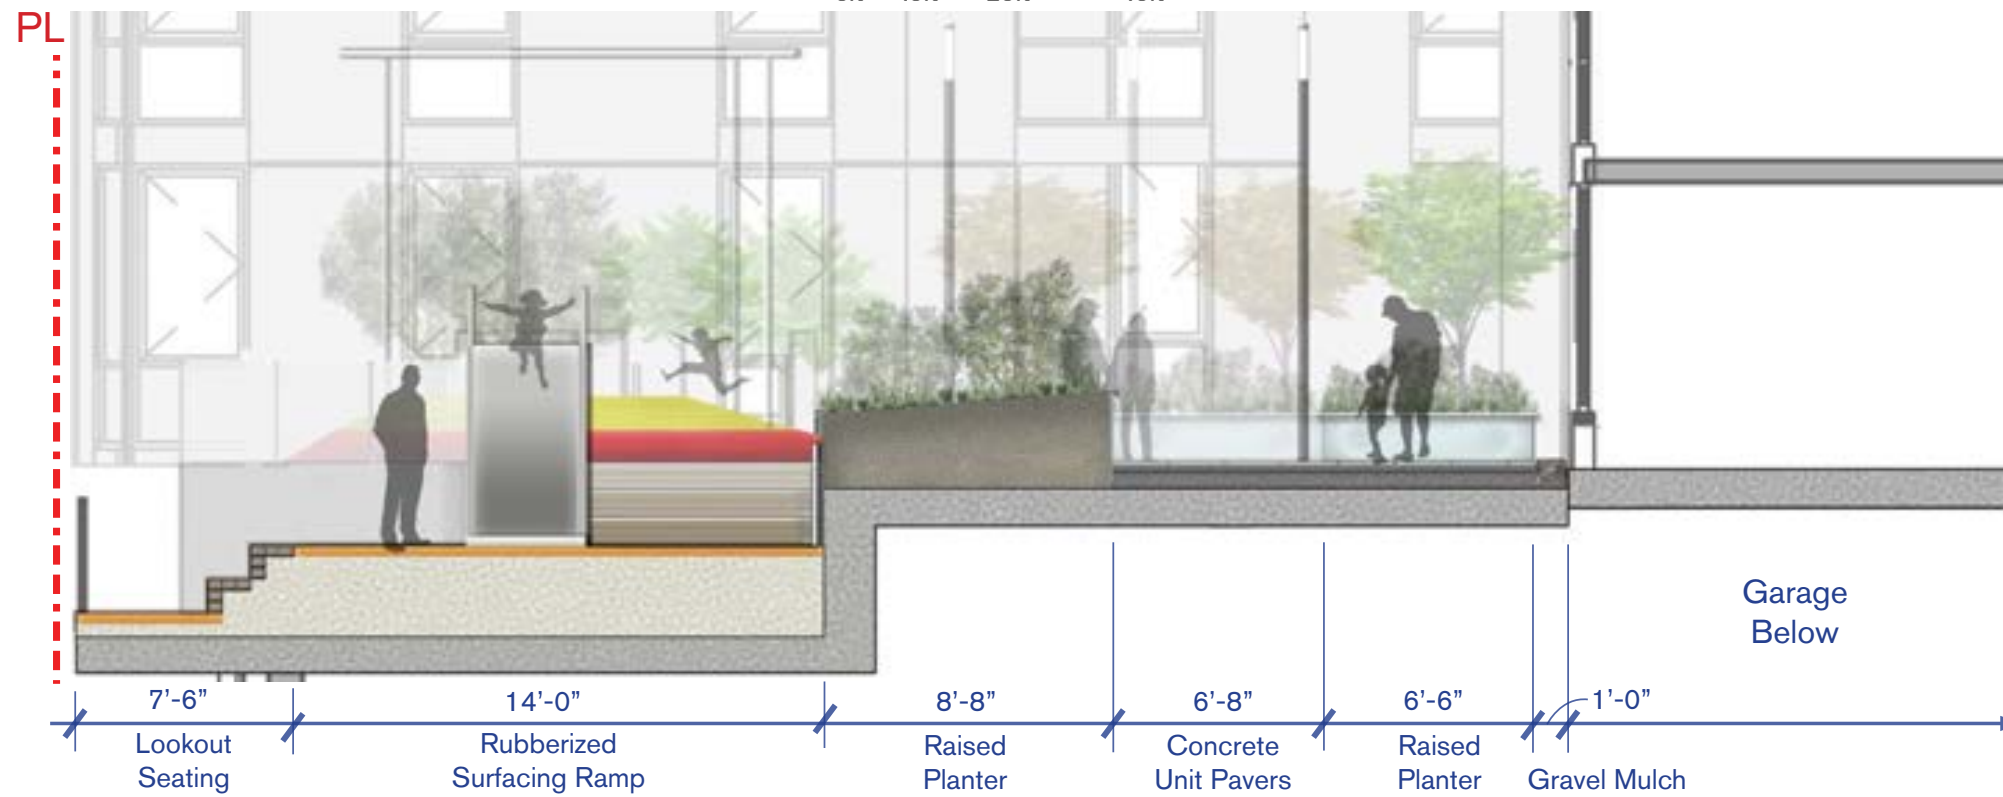 PL
Garage
Below
7’-6”
14’-0”
8’-8”
6’-8”
6’-6”
1’-0”
Lookout
Seating
Rubberized
Surfacing Ramp
Raised
Planter
Concrete
Unit Pavers
Raised
Planter
Gravel Mulch